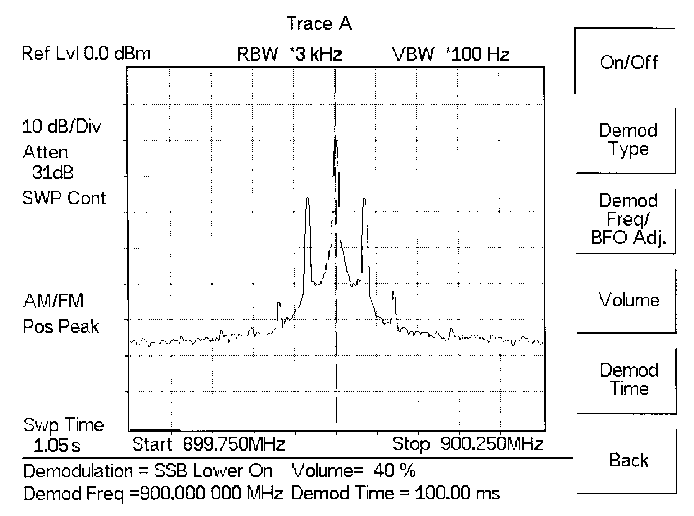 Trace A
Ref Lvl 0.0 dBm RBW *3 kHz VBW *100 Hz
10 dB/Div
Atten
31dB
SWP Cont
AM/FM
Pos Peak
Swp Time
1.05s
Start 899.750MHz Stop 900.250MHz
Demodulation = SSB Lower On Volume= 40 %
Demod Freq =900.000 000 MHz Demod Time = 100.00 ms
On/Off
Demod
Type
Demod
Freq/
BFO Adj.
Volume
Demod
Time
Back